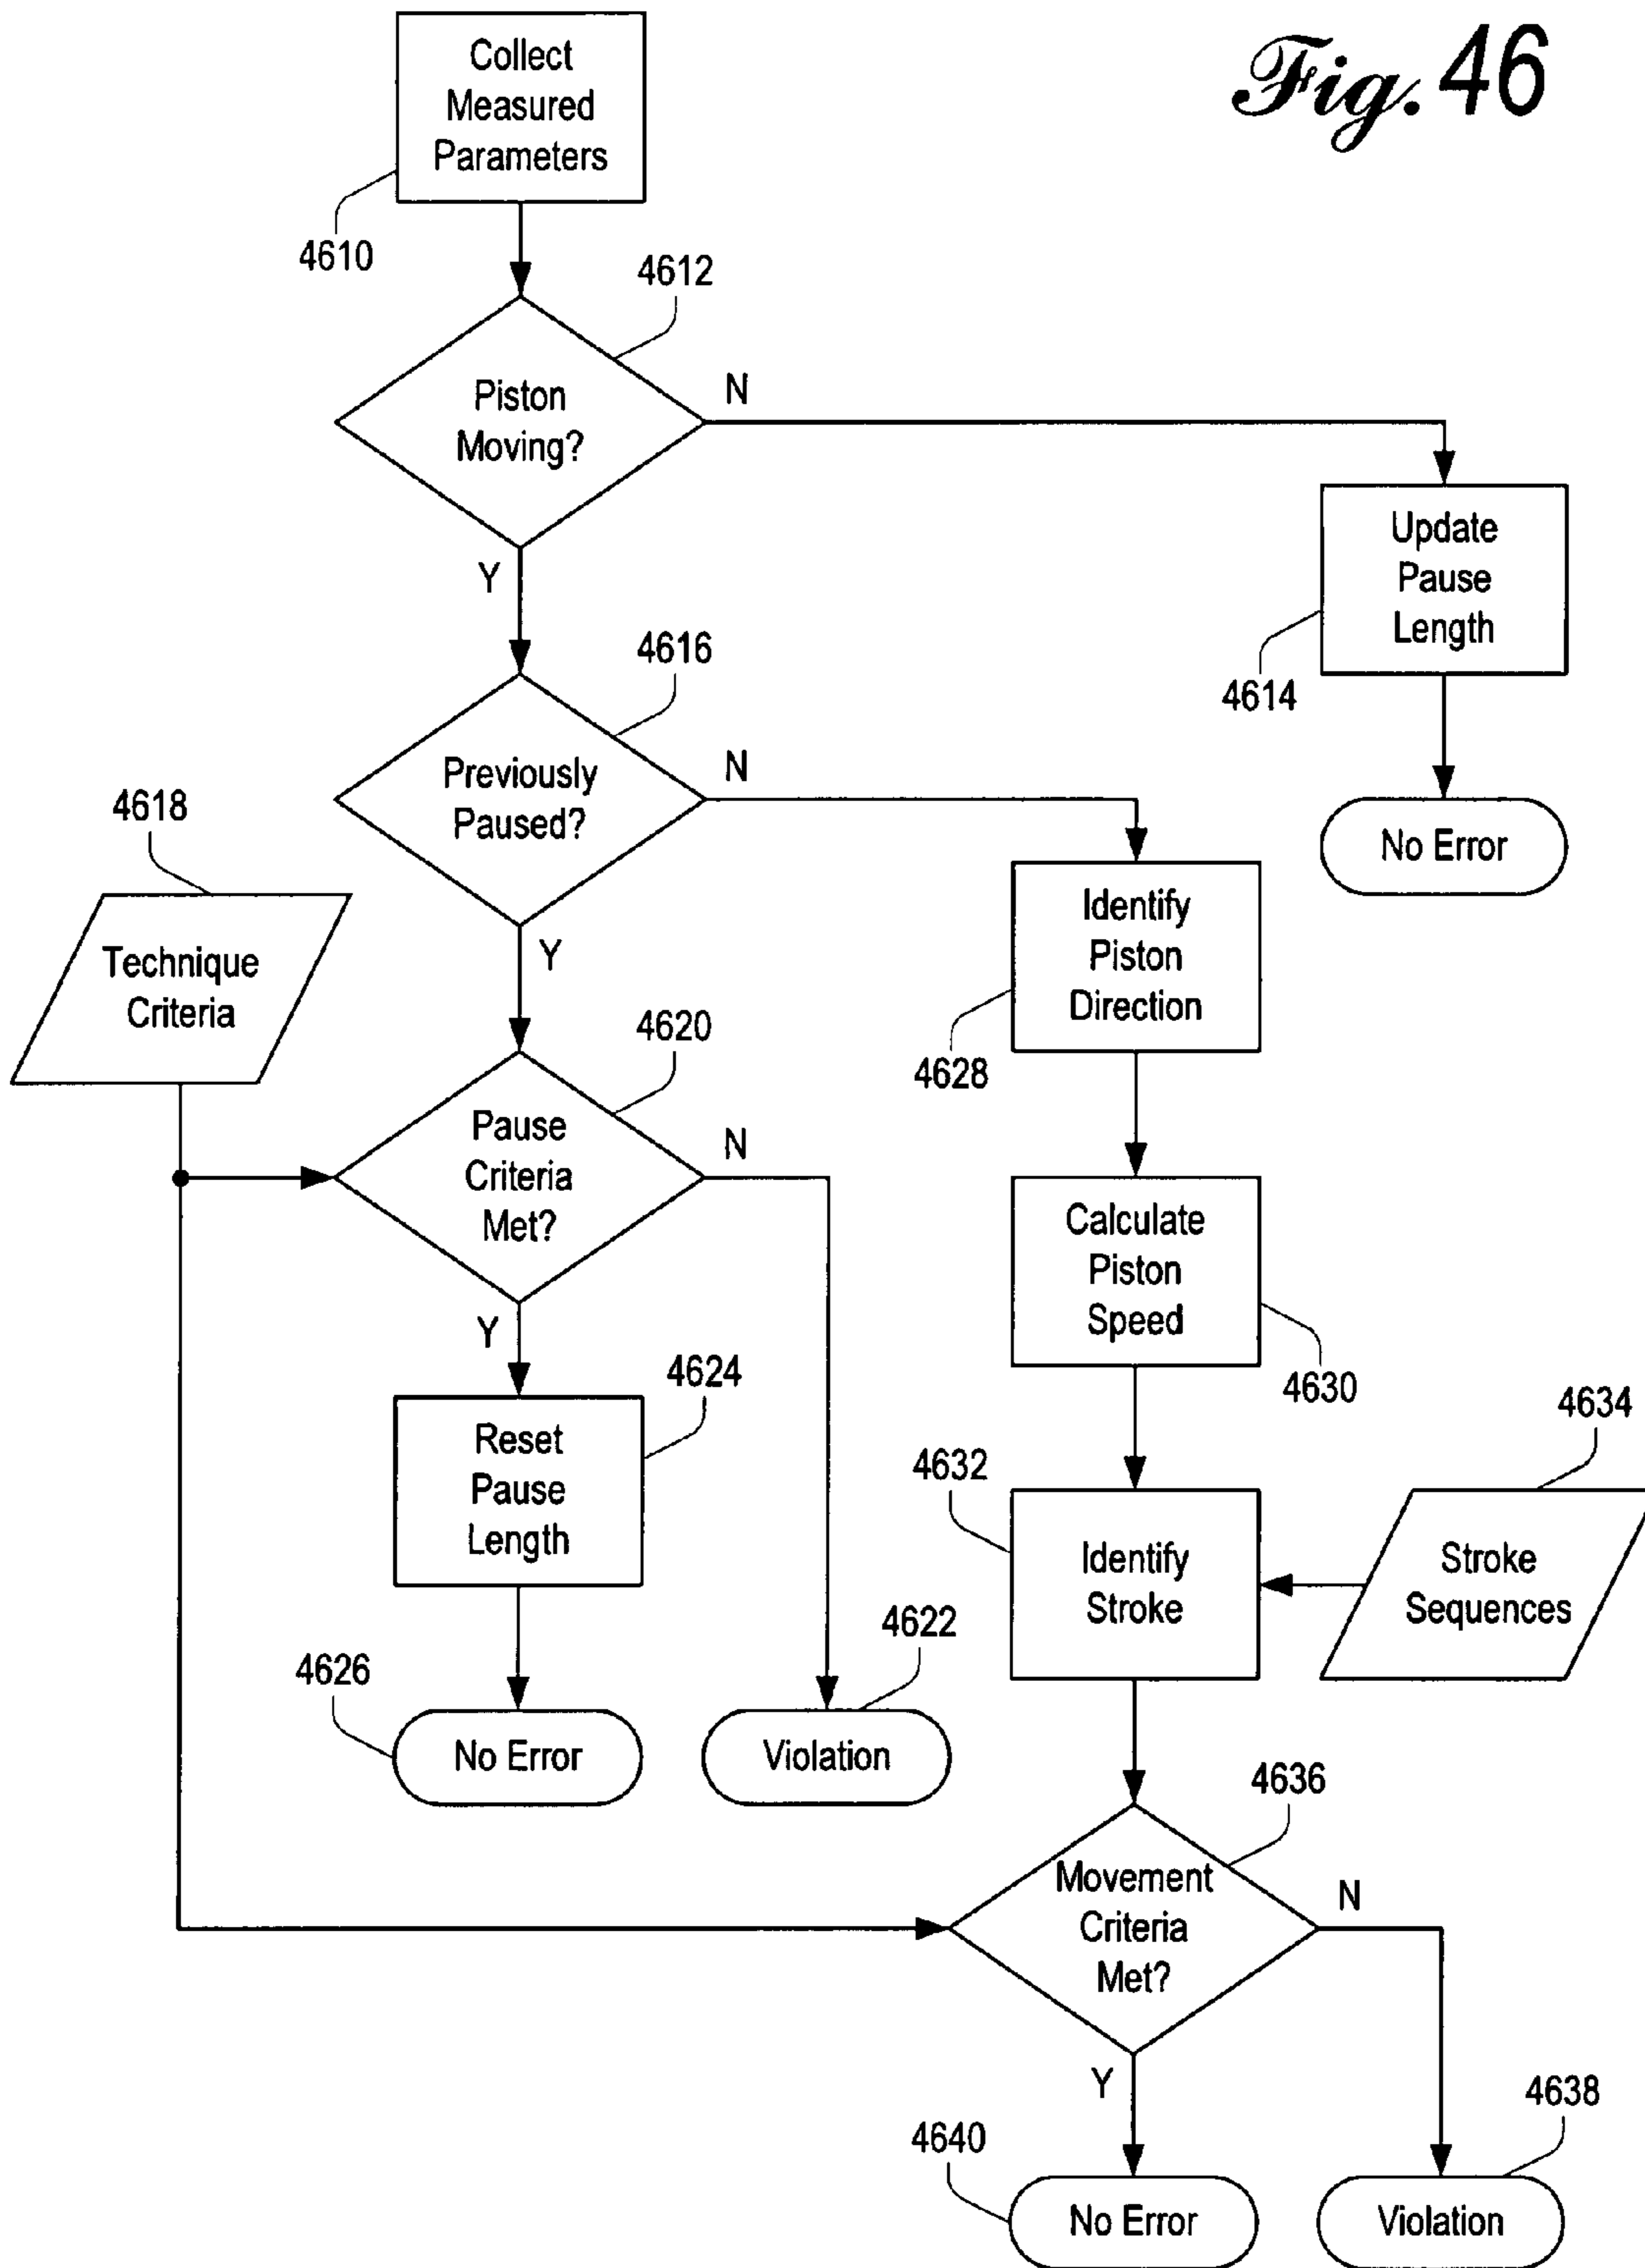 Fig. 46
Collect
Measured
Parameters
4610
4612
Piston
Moving?
N
Y
Update
Pause
Length
4614
No Error
4616
Previously
Paused?
N
Y
4618
Technique
Criteria
4620
Pause
Criteria
Met?
N
Y
4624
Reset
Pause
Length
4626
No Error
4622
Violation
Identify
Piston
Direction
4628
Calculate
Piston
Speed
4630
4632
Identify
Stroke
4634
Stroke
Sequences
4636
Movement
Criteria
Met?
N
Y
4640
No Error
4638
Violation